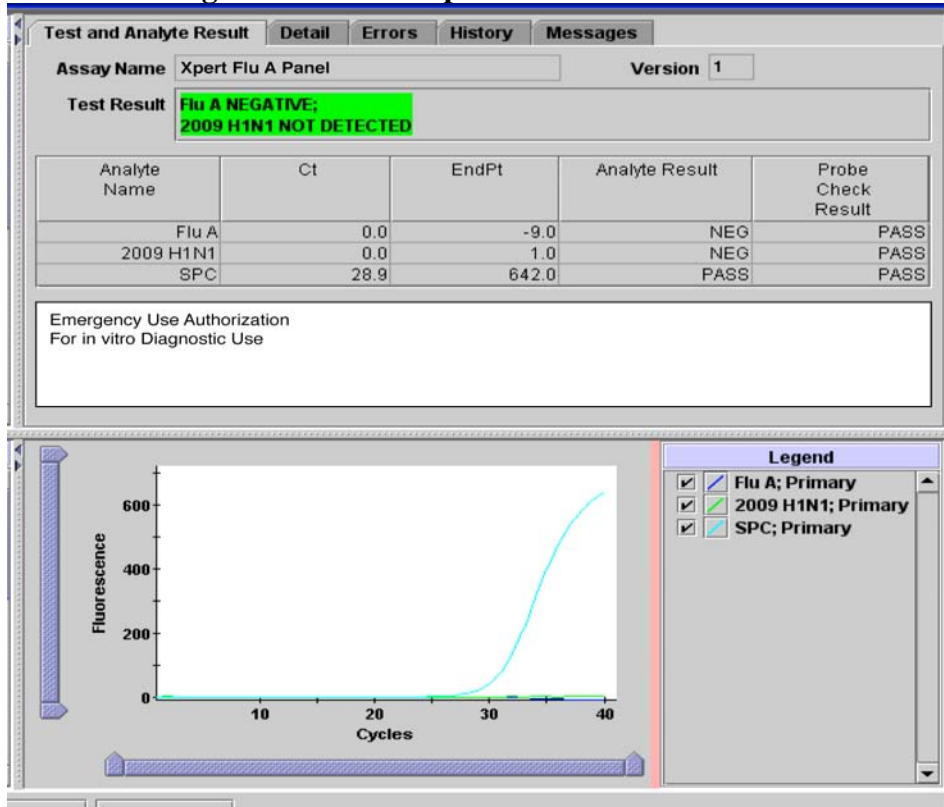 Test and Analyte Result Detail Errors History Messages
Assay Name Xpert Flu A Panel Version 1
Test Result Flu A NEGATIVE;
2009 H1N1 NOT DETECTED
Analyte Name Ct EndPt Analyte Result Probe Check Result
Flu A 0.0 -9.0 NEG PASS
2009 H1N1 0.0 1.0 NEG PASS
SPC 28.9 642.0 PASS PASS
Emergency Use Authorization
For in vitro Diagnostic Use
Legend
Flu A; Primary
2009 H1N1; Primary
SPC; Primary
Fluorescence
600
400
200
0
10 20 30 40
Cycles